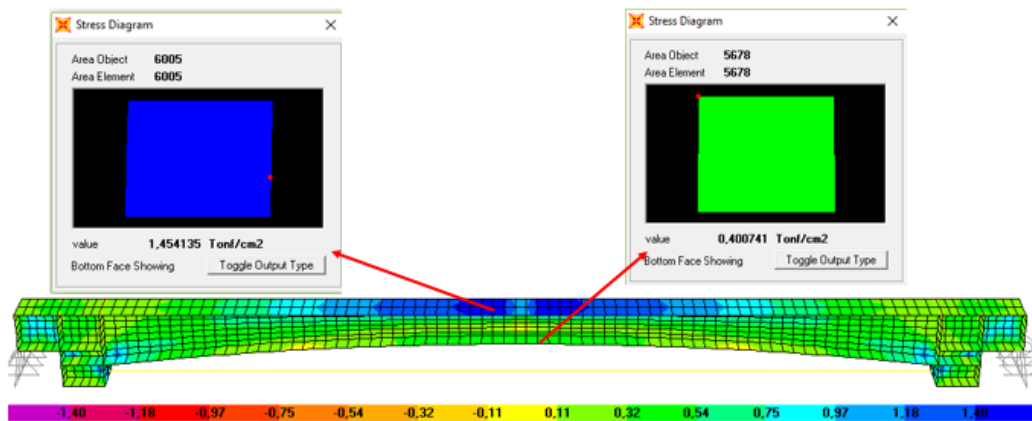 Stress Diagram
Area Object 6005
Area Element 6005
value 1,454135 Tonf/cm2
Bottom Face Showing Toggle Output Type
Stress Diagram
Area Object 5678
Area Element 5678
value 0,400741 Tonf/cm2
Bottom Face Showing Toggle Output Type
-1,40 -1,18 -0,97 -0,75 -0,54 -0,32 -0,11 0,11 0,32 0,54 0,75 0,97 1,18 1,40